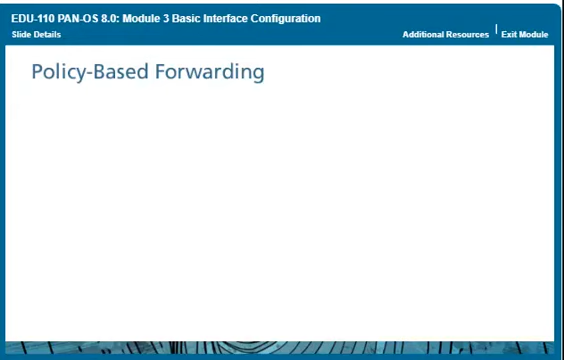 EDU-110 PAN-OS 8.0: Module 3 Basic Interface Configuration
Slide Details
Additional Resources | Exit Module
Policy-Based Forwarding